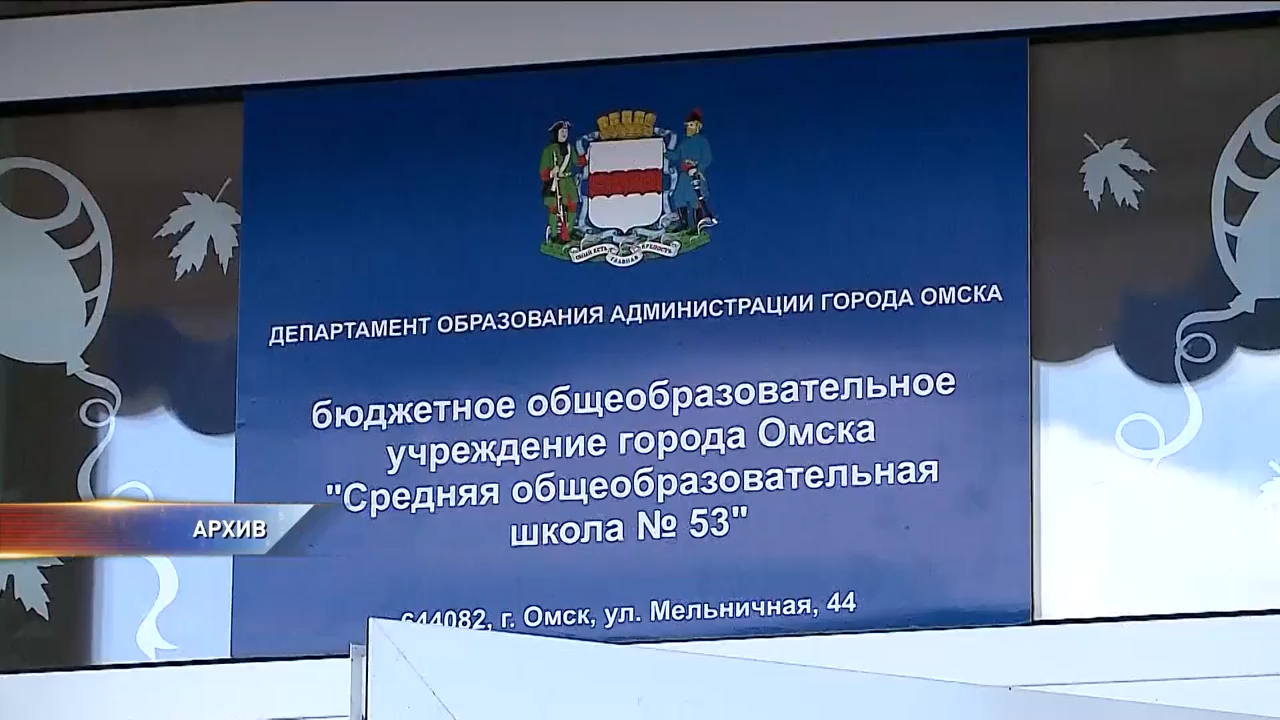 ДЕПАРТАМЕНТ ОБРАЗОВАНИЯ АДМИНИСТРАЦИИ ГОРОДА ОМСКА
бюджетное общеобразовательное
учреждение города Омска
"Средняя общеобразовательная
школа № 53"
644082, г. Омск, ул. Мельничная, 44
АРХИВ